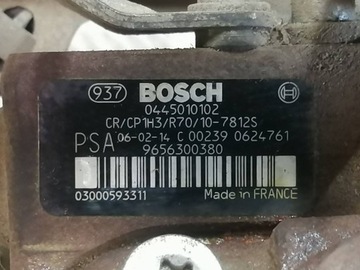 937 BOSCH
0445010102
CR/CP1H3/R70/10-7812S
PSA 06-02-14 C 00239 0624761
9656300380
03000593311 Made in FRANCE